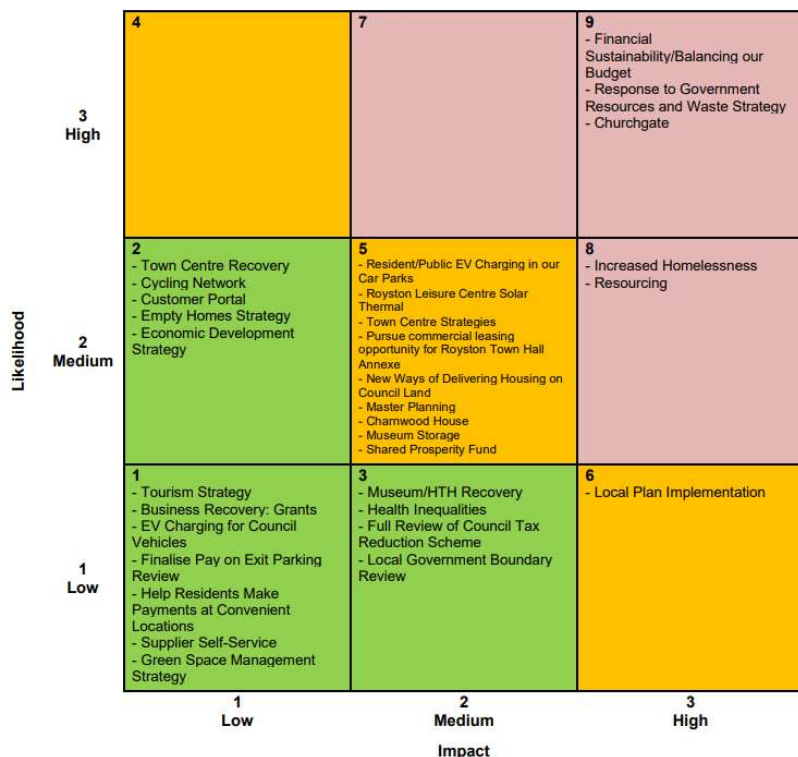 4
7
9
- Financial
Sustainability/Balancing our
Budget
- Response to Government
Resources and Waste Strategy
- Churchgate
3
High
2
- Town Centre Recovery
- Cycling Network
- Customer Portal
- Empty Homes Strategy
- Economic Development
Strategy
5
- Resident/Public EV Charging in our
Car Parks
- Royston Leisure Centre Solar
Thermal
- Town Centre Strategies
- Pursue commercial leasing
opportunity for Royston Town Hall
Annexe
- New Ways of Delivering Housing on
Council Land
- Master Planning
- Charnwood House
- Museum Storage
- Shared Prosperity Fund
8
- Increased Homelessness
- Resourcing
2
Medium
Likelihood
1
- Tourism Strategy
- Business Recovery: Grants
- EV Charging for Council
Vehicles
- Finalise Pay on Exit Parking
Review
- Help Residents Make
Payments at Convenient
Locations
- Supplier Self-Service
- Green Space Management
Strategy
3
- Museum/HTH Recovery
- Health Inequalities
- Full Review of Council Tax
Reduction Scheme
- Local Government Boundary
Review
6
- Local Plan Implementation
1
Low
1
Low
2
Medium
3
High
Impact